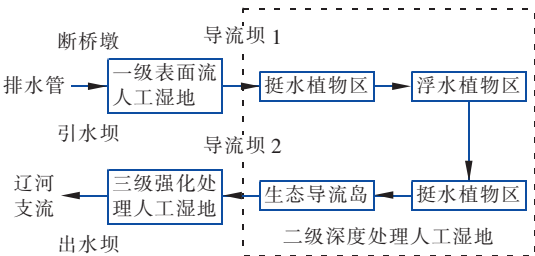 断桥墩
导流坝 1
排水管
一级表面流
人工湿地
挺水植物区
浮水植物区
引水坝
导流坝 2
辽河
支流
三级强化处
理人工湿地
生态导流岛
挺水植物区
出水坝
二级深度处理人工湿地